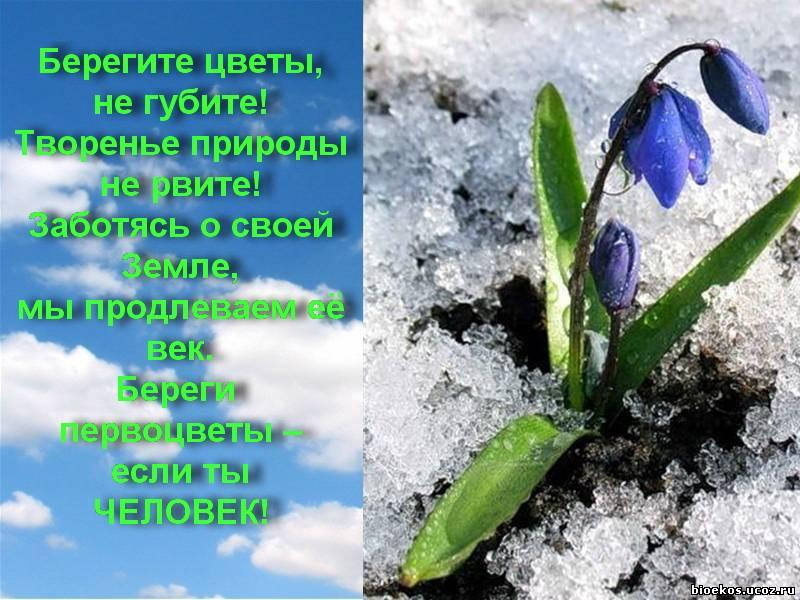 Берегите цветы,
не губите!
Творенье природы
не рвите!
Заботясь о своей
Земле,
мы продлеваем её
век.
Береги
первоцветы –
если ты
ЧЕЛОВЕК!
bioekos.ucoz.ru